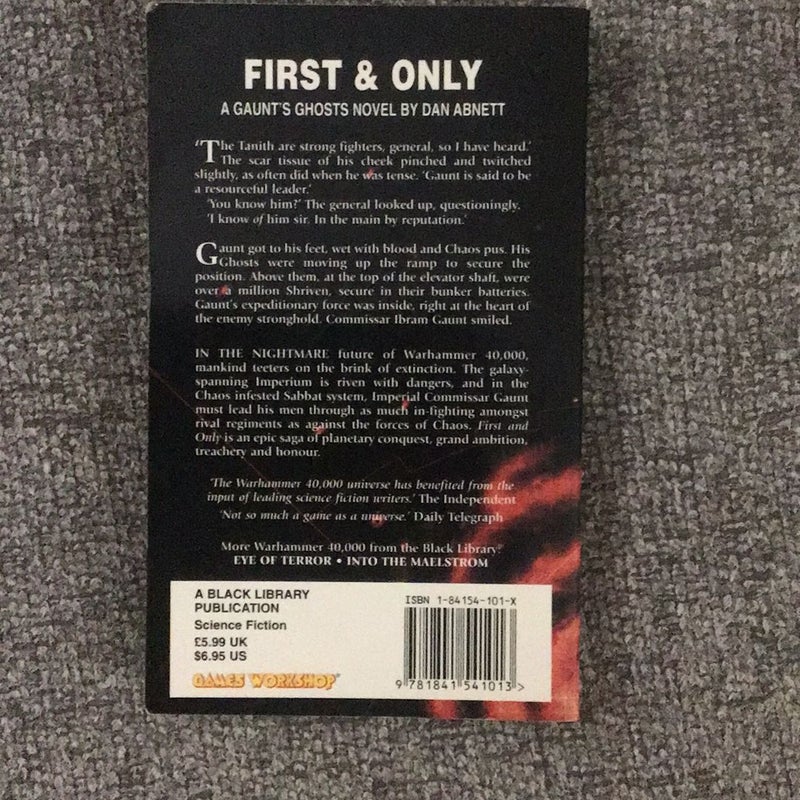 FIRST & ONLY
A GAUNT'S GHOSTS NOVEL BY DAN ABNETT
'The Tanith are strong fighters, general, so I have heard.'
The scar tissue of his cheek pinched and twitched
slightly, as often did when he was tense. 'Gaunt is said to be
a resourceful leader.'
'You know him?' The general looked up, questioningly.
'I know of him sir. In the main by reputation.'
Gaunt got to his feet, wet with blood and Chaos pus. His
Ghosts were moving up the ramp to secure the
position. Above them, at the top of the elevator shaft, were
over a million Shriven, secure in their bunker batteries.
Gaunt's expeditionary force was inside, right at the heart of
the enemy stronghold. Commissar Ibram Gaunt smiled.
IN THE NIGHTMARE future of Warhammer 40,000,
mankind teeters on the brink of extinction. The galaxy-
spanning Imperium is riven with dangers, and in the
Chaos infested Sabbat system, Imperial Commissar Gaunt
must lead his men through as much in-fighting amongst
rival regiments as against the forces of Chaos. First and
Only is an epic saga of planetary conquest, grand ambition,
treachery and honour.
'The Warhammer 40,000 universe has benefited from the
input of leading science fiction writers.' The Independent
'Not so much a game as a universe.' Daily Telegraph
More Warhammer 40,000 from the Black Library:
EYE OF TERROR • INTO THE MAELSTROM
A BLACK LIBRARY
PUBLICATION
Science Fiction
£5.99 UK
$6.95 US
GAMES WORKSHOP
ISBN 1-84154-101-X
9 781841 541013 >